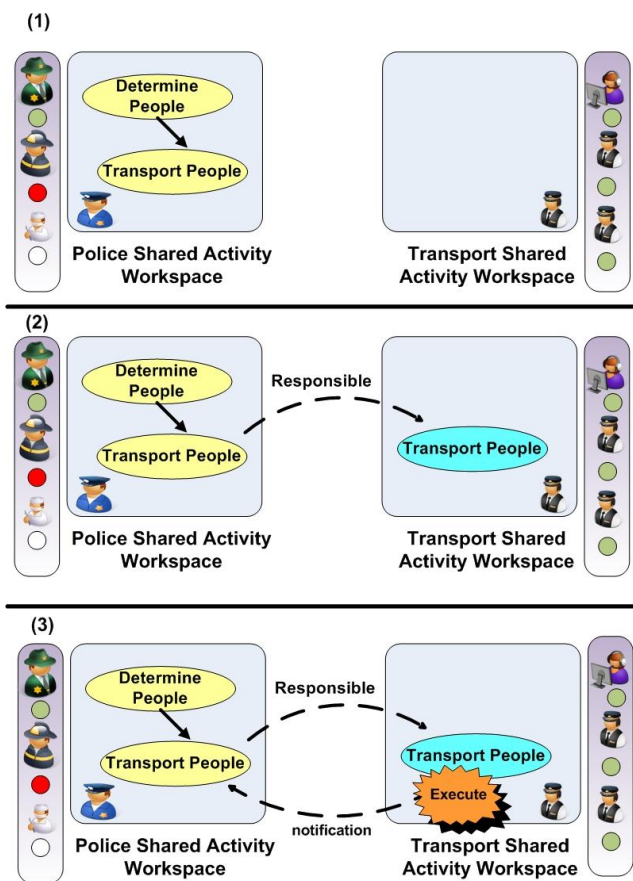 (1)
Determine
People
Transport People
Police Shared Activity
Workspace
Transport Shared
Activity Workspace
(2)
Determine
People
Transport People
Responsible
Transport People
Police Shared Activity
Workspace
Transport Shared
Activity Workspace
(3)
Determine
People
Transport People
Responsible
Transport People
Execute
notification
Police Shared Activity
Workspace
Transport Shared
Activity Workspace